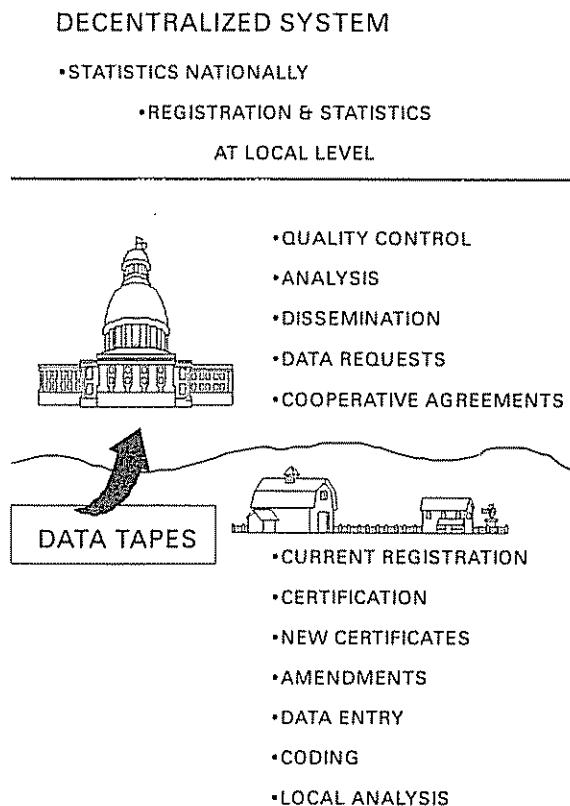 DECENTRALIZED SYSTEM
•STATISTICS NATIONALLY
•REGISTRATION & STATISTICS
AT LOCAL LEVEL
•QUALITY CONTROL
•ANALYSIS
•DISSEMINATION
•DATA REQUESTS
•COOPERATIVE AGREEMENTS
DATA TAPES
•CURRENT REGISTRATION
•CERTIFICATION
•NEW CERTIFICATES
•AMENDMENTS
•DATA ENTRY
•CODING
•LOCAL ANALYSIS